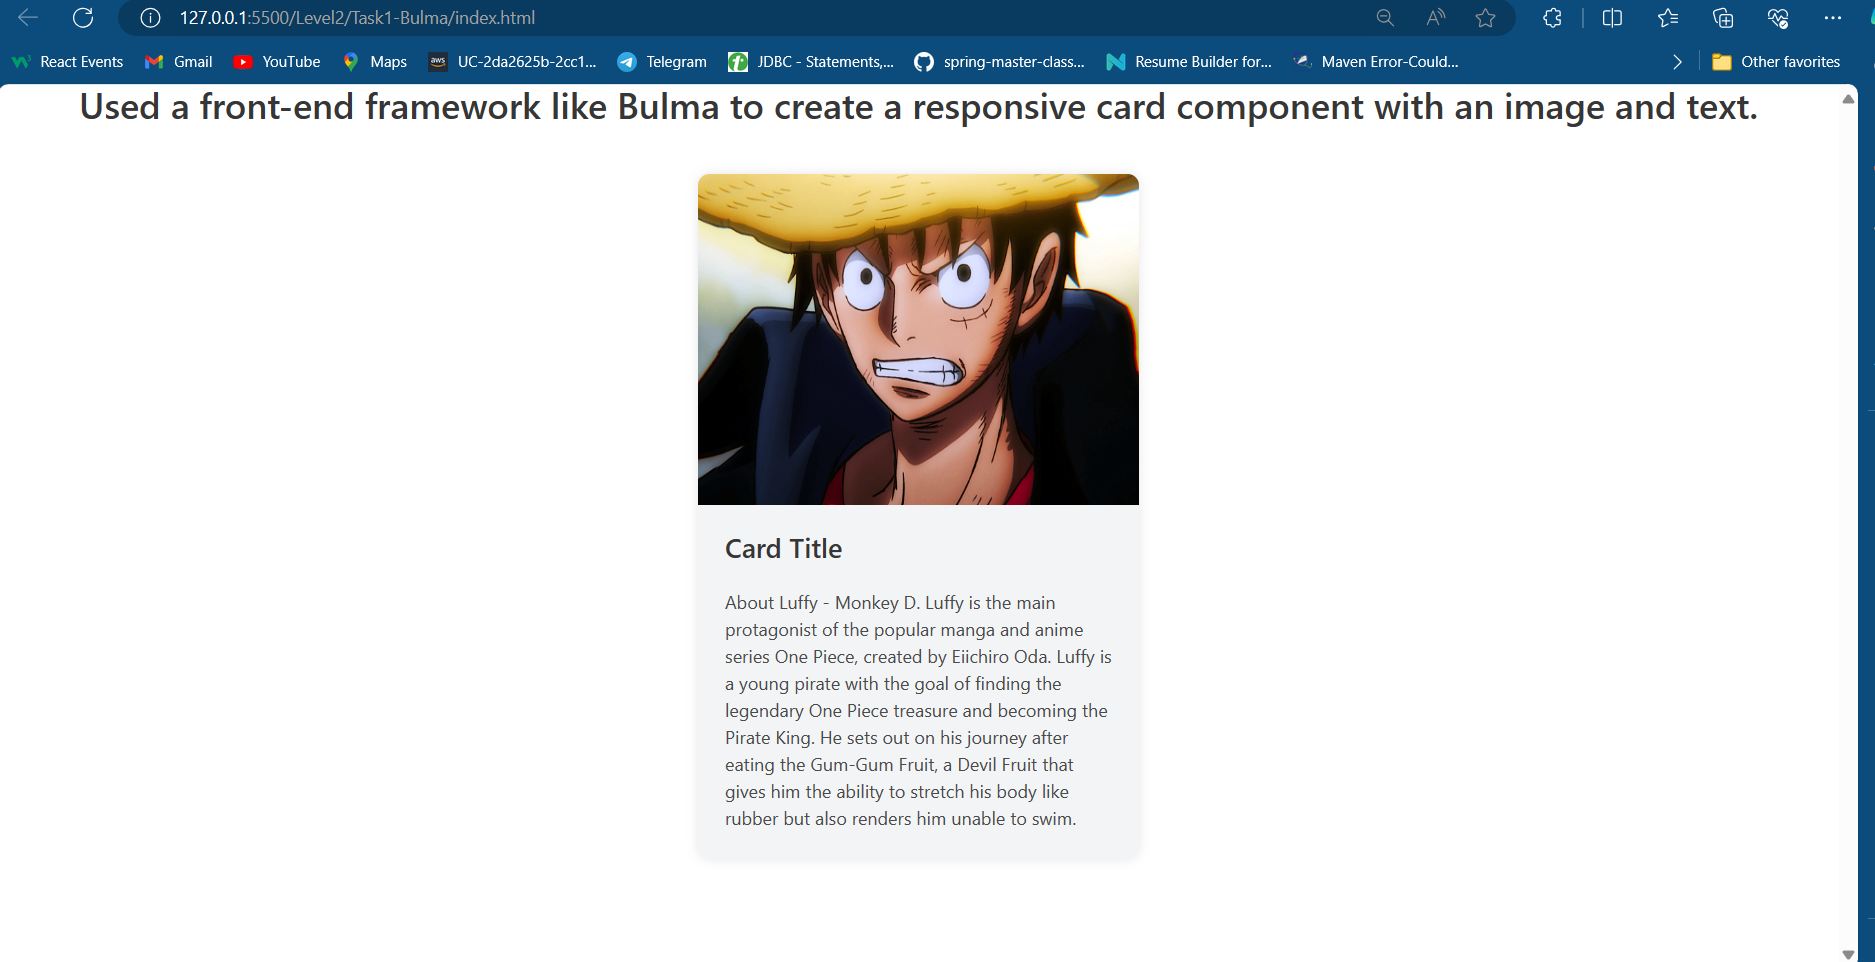 127.0.0.1:5500/Level2/Task1-Bulma/index.html
React Events Gmail YouTube Maps aws UC-2da2625b-2cc1... Telegram JDBC - Statements,... spring-master-class... Resume Builder for... Maven Error-Could... Other favorites
Used a front-end framework like Bulma to create a responsive card component with an image and text.
Card Title
About Luffy - Monkey D. Luffy is the main
protagonist of the popular manga and anime
series One Piece, created by Eiichiro Oda. Luffy is
a young pirate with the goal of finding the
legendary One Piece treasure and becoming the
Pirate King. He sets out on his journey after
eating the Gum-Gum Fruit, a Devil Fruit that
gives him the ability to stretch his body like
rubber but also renders him unable to swim.